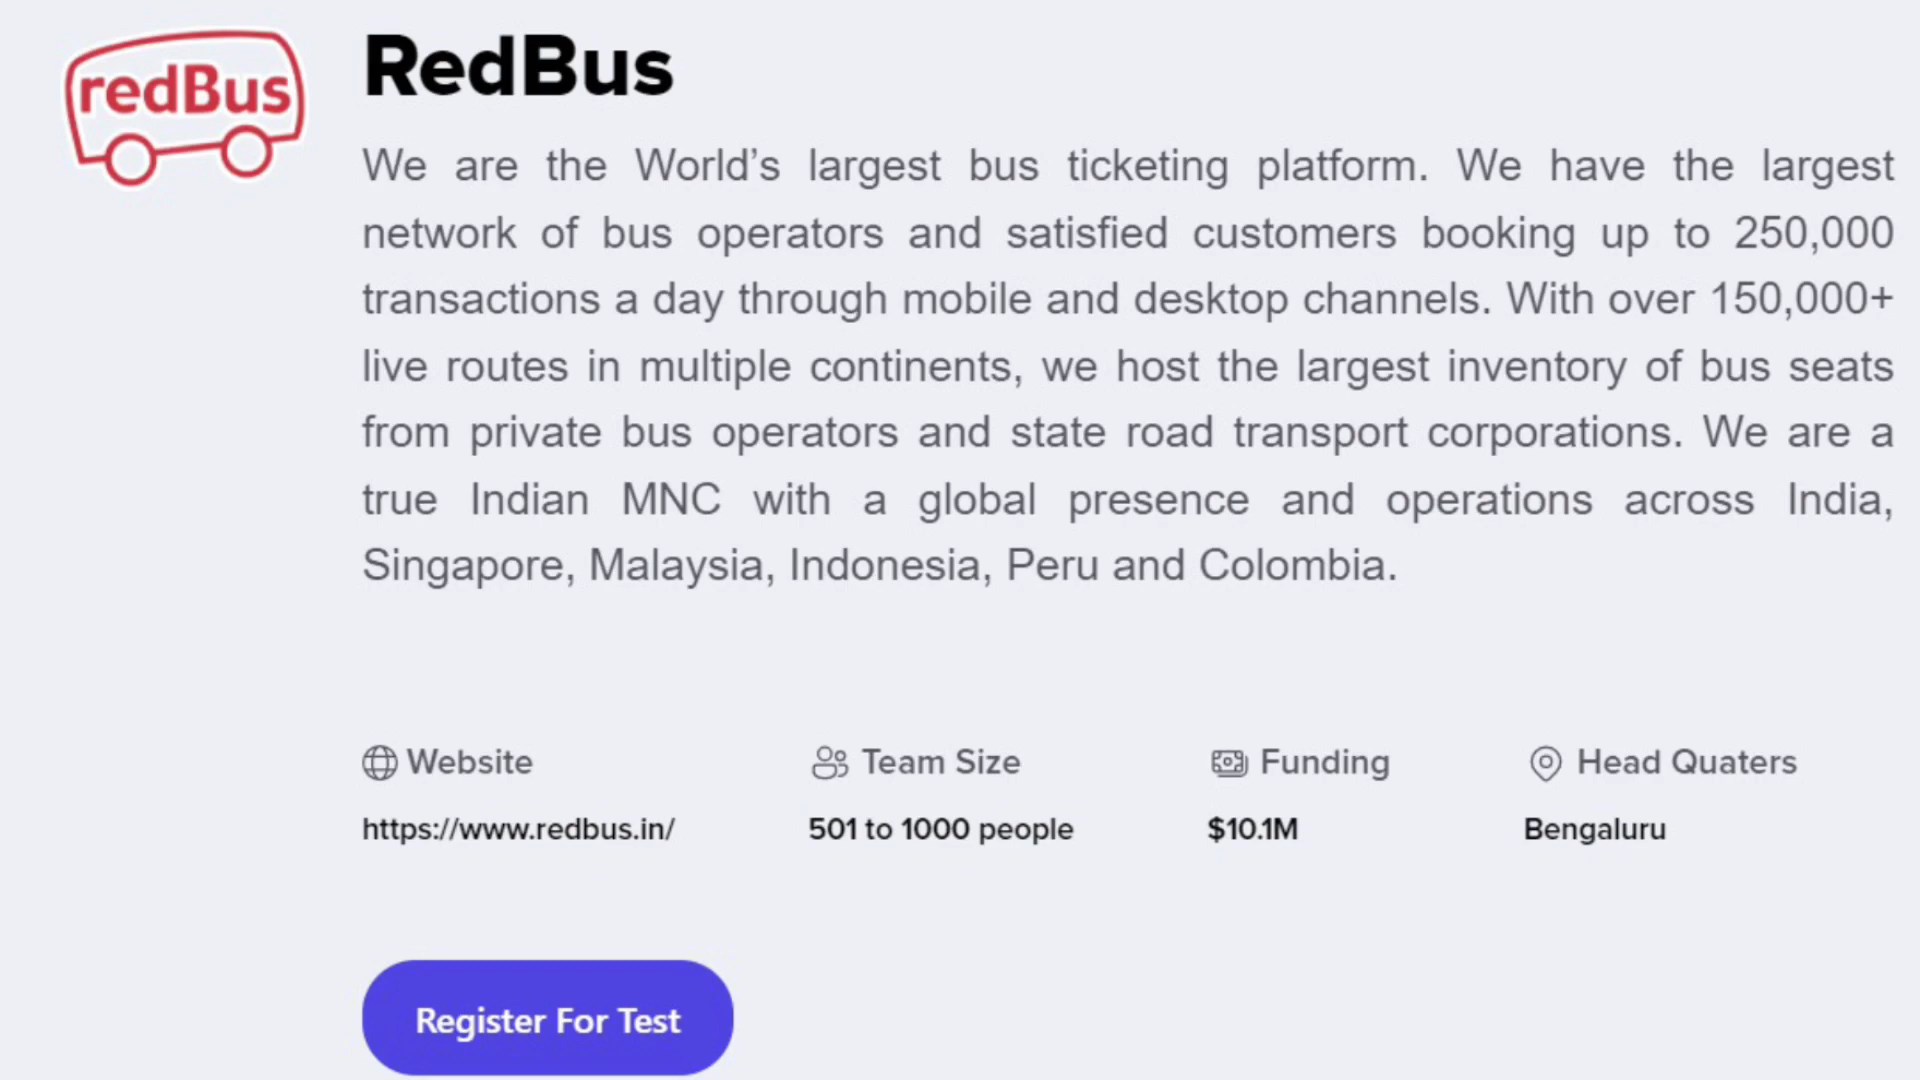 redBus
RedBus
We are the World’s largest bus ticketing platform. We have the largest
network of bus operators and satisfied customers booking up to 250,000
transactions a day through mobile and desktop channels. With over 150,000+
live routes in multiple continents, we host the largest inventory of bus seats
from private bus operators and state road transport corporations. We are a
true Indian MNC with a global presence and operations across India,
Singapore, Malaysia, Indonesia, Peru and Colombia.
Website Team Size Funding Head Quaters
https://www.redbus.in/ 501 to 1000 people $10.1M Bengaluru
Register For Test